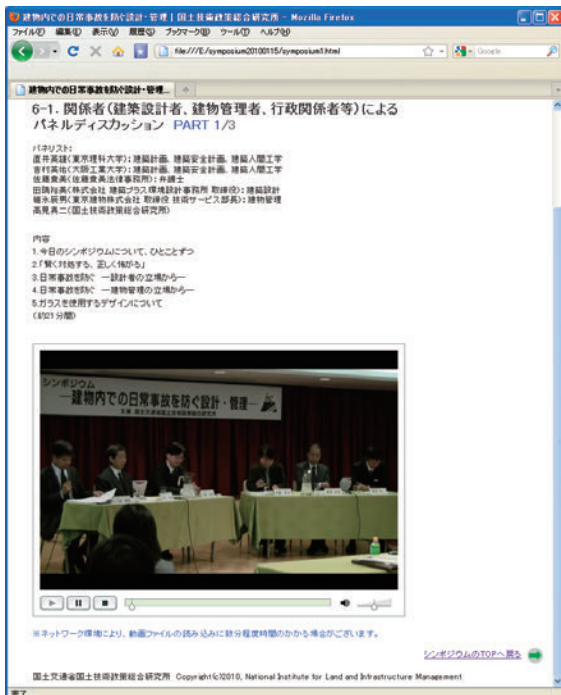 建物内での日常事故を防ぐ設計・管理 | 国土技術政策総合研究所 - Mozilla Firefox
ファイル(F) 編集(E) 表示(V) 履歴(S) ブックマーク(B) ツール(T) ヘルプ(H)
file:///E:/symposium20100115/symposium1.html
Google
建物内での日常事故を防ぐ設計・管理...
6-1. 関係者(建築設計者、建物管理者、行政関係者等)による
パネルディスカッション PART 1/3
パネリスト:
直井英雄(東京理科大学):建築計画、建築安全計画、建築人間工学
吉村英祐(大阪工業大学):建築計画、建築安全計画、建築人間工学
佐藤貴美(佐藤貴美法律事務所):弁護士
(株式会社 建築プラス環境設計事務所 取締役):建築設計
(東京建物株式会社 取締役 技術サービス部長):建物管理
高見真二(国土技術政策総合研究所)
内容
1.今日のシンポジウムについて、ひとことずつ
2.「賢く対処する、正しく怖がる」
3.日常事故を防ぐ ―設計者の立場から―
4.日常事故を防ぐ ―建物管理の立場から―
5.ガラスを使用するデザインについて
(約21分間)
シンポジウム
―建物内での日常事故を防ぐ設計・管理―
主催 国土交通省国土技術政策総合研究所
※ネットワーク環境により、動画ファイルの読み込みに数分程度時間のかかる場合がございます。
シンポジウムのTOPへ戻る
国土交通省国土技術政策総合研究所 Copyright(c)2010, National Institute for Land and Infrastructure Management
完了